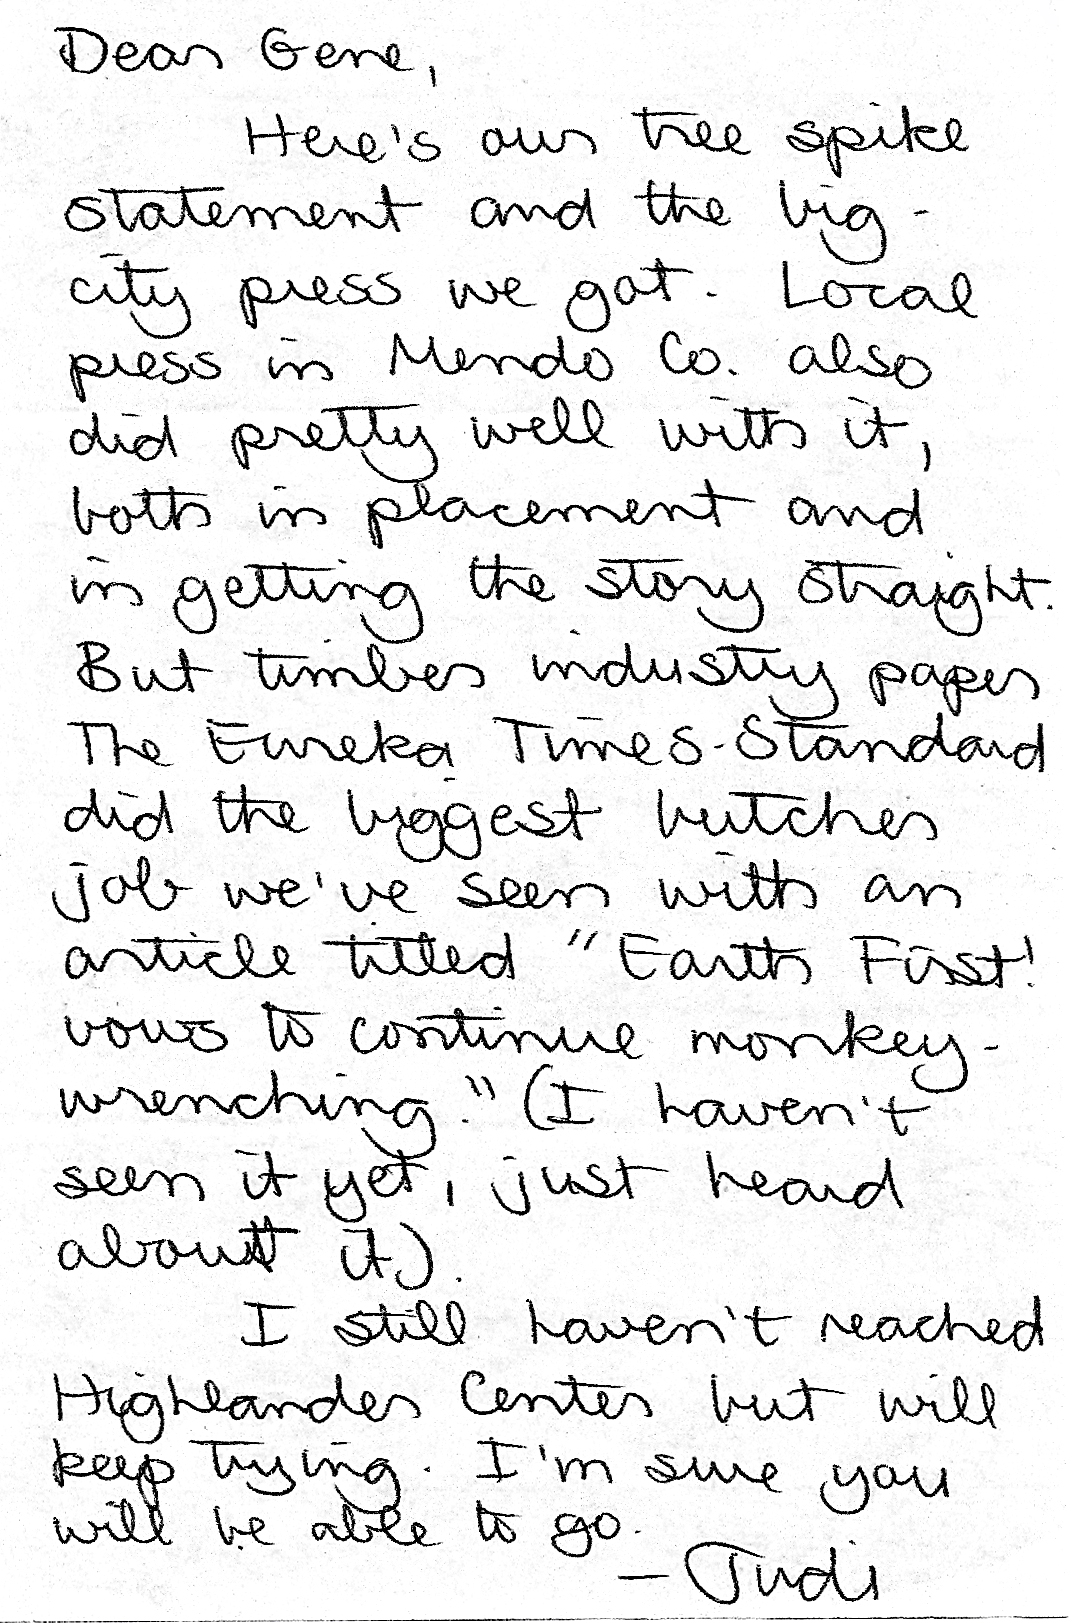 Dear Gene,
Here's our tree spike
statement and the big-
city press we got. Local
press in Mendo Co. also
did pretty well with it,
both in placement and
in getting the story straight.
But timber industry paper
The Eureka Times-Standard
did the biggest butcher
job we've seen with an
article titled "Earth First!
vows to continue monkey-
wrenching." (I haven't
seen it yet, just heard
about it).
I still haven't reached
Highlander Center but will
keep trying. I'm sure you
will be able to go.
— Judi